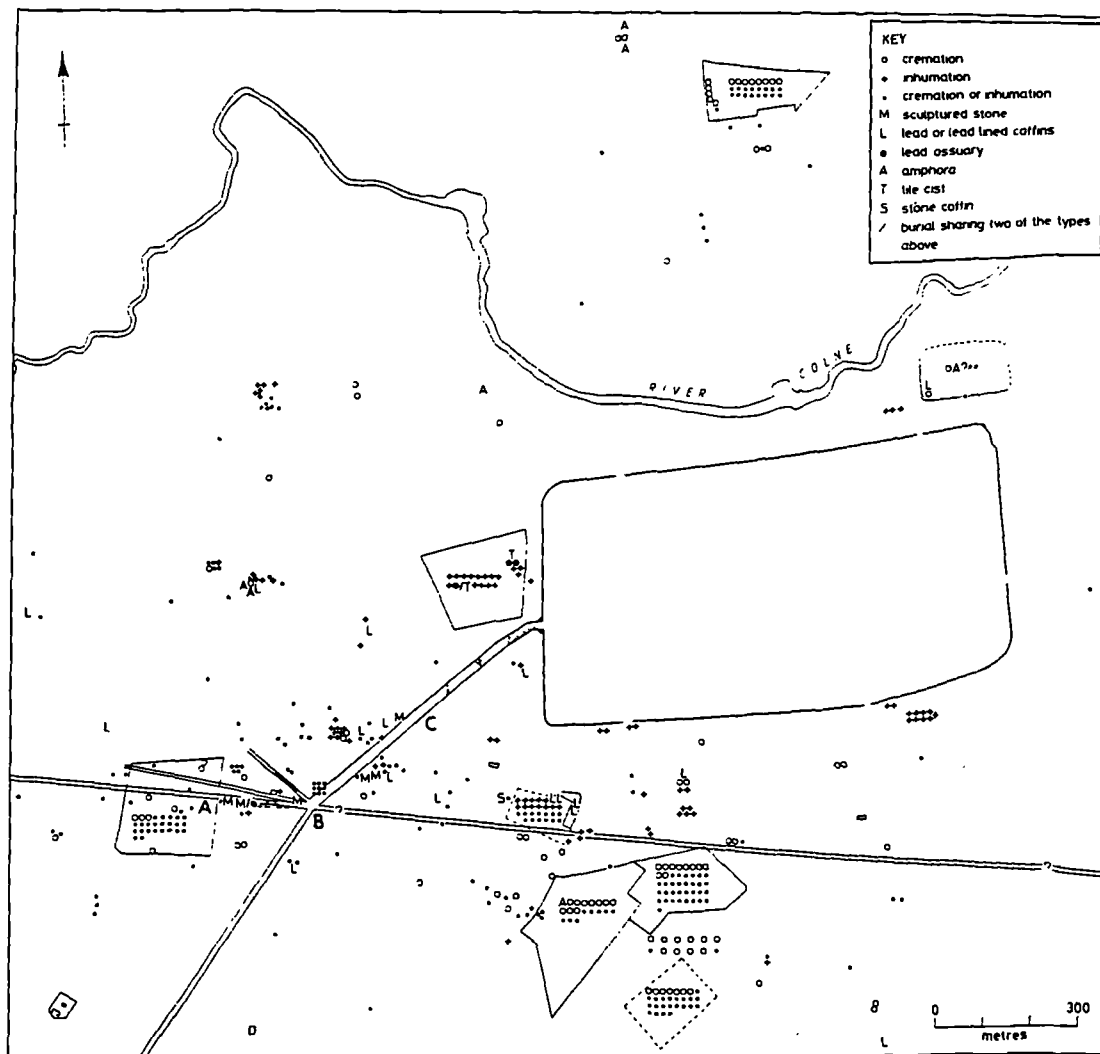 KEY
o cremation
+ inhumation
• cremation or inhumation
M sculptured stone
L lead or lead lined coffins
● lead ossuary
A amphora
T tile cist
S stone coffin
/ burial sharing two of the types
above
A
A
RIVER COLNE
A
L
A?
T
/T
A
L
A
L
L
L
L
M
C
L
L
L
M
M
L
L
A
M
M/
M
B
L
S
L
L
L
L
A
0 300
metres
L